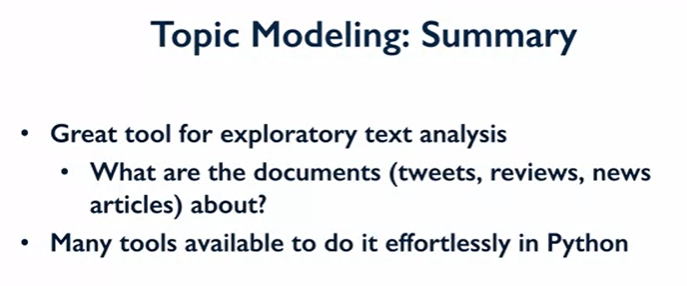 Topic Modeling: Summary
• Great tool for exploratory text analysis
• What are the documents (tweets, reviews, news
articles) about?
• Many tools available to do it effortlessly in Python